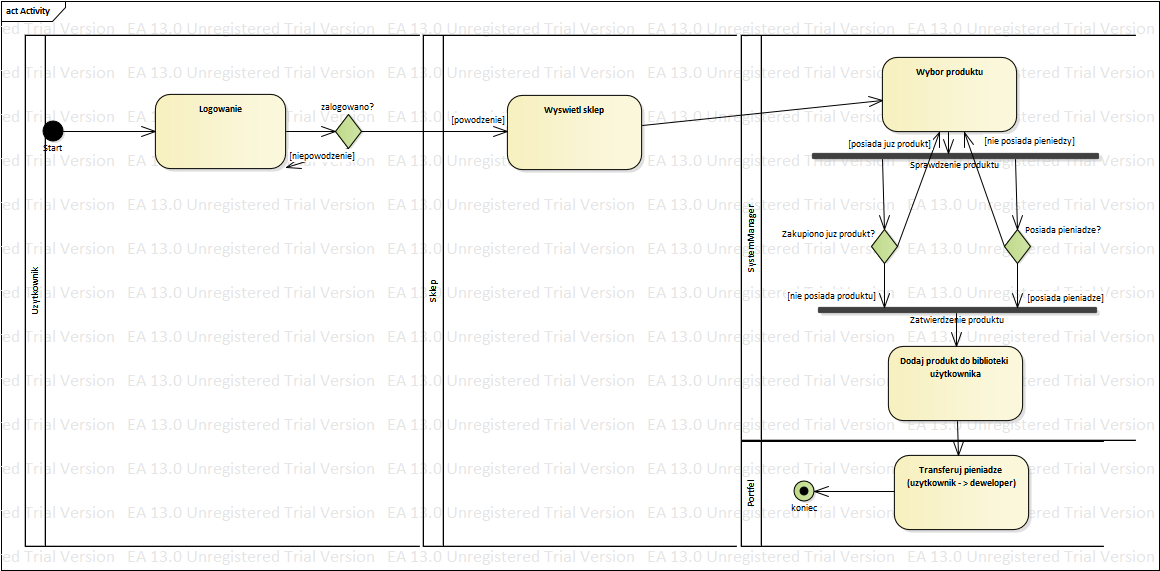 act Activity
Uzytkownik
Start
Logowanie
zalogowano?
[niepowodzenie]
[powodzenie]
Sklep
Wyswietl sklep
SystemManager
Wybor produktu
[posiada juz produkt]
[nie posiada pieniedzy]
Sprawdzenie produktu
Zakupiono juz produkt?
Posiada pieniadze?
[nie posiada produktu]
[posiada pieniadze]
Zatwierdzenie produktu
Dodaj produkt do biblioteki
użytkownika
Portfel
Transferuj pieniadze
(uzytkownik - > deweloper)
koniec
EA 13.0 Unregistered Trial Version